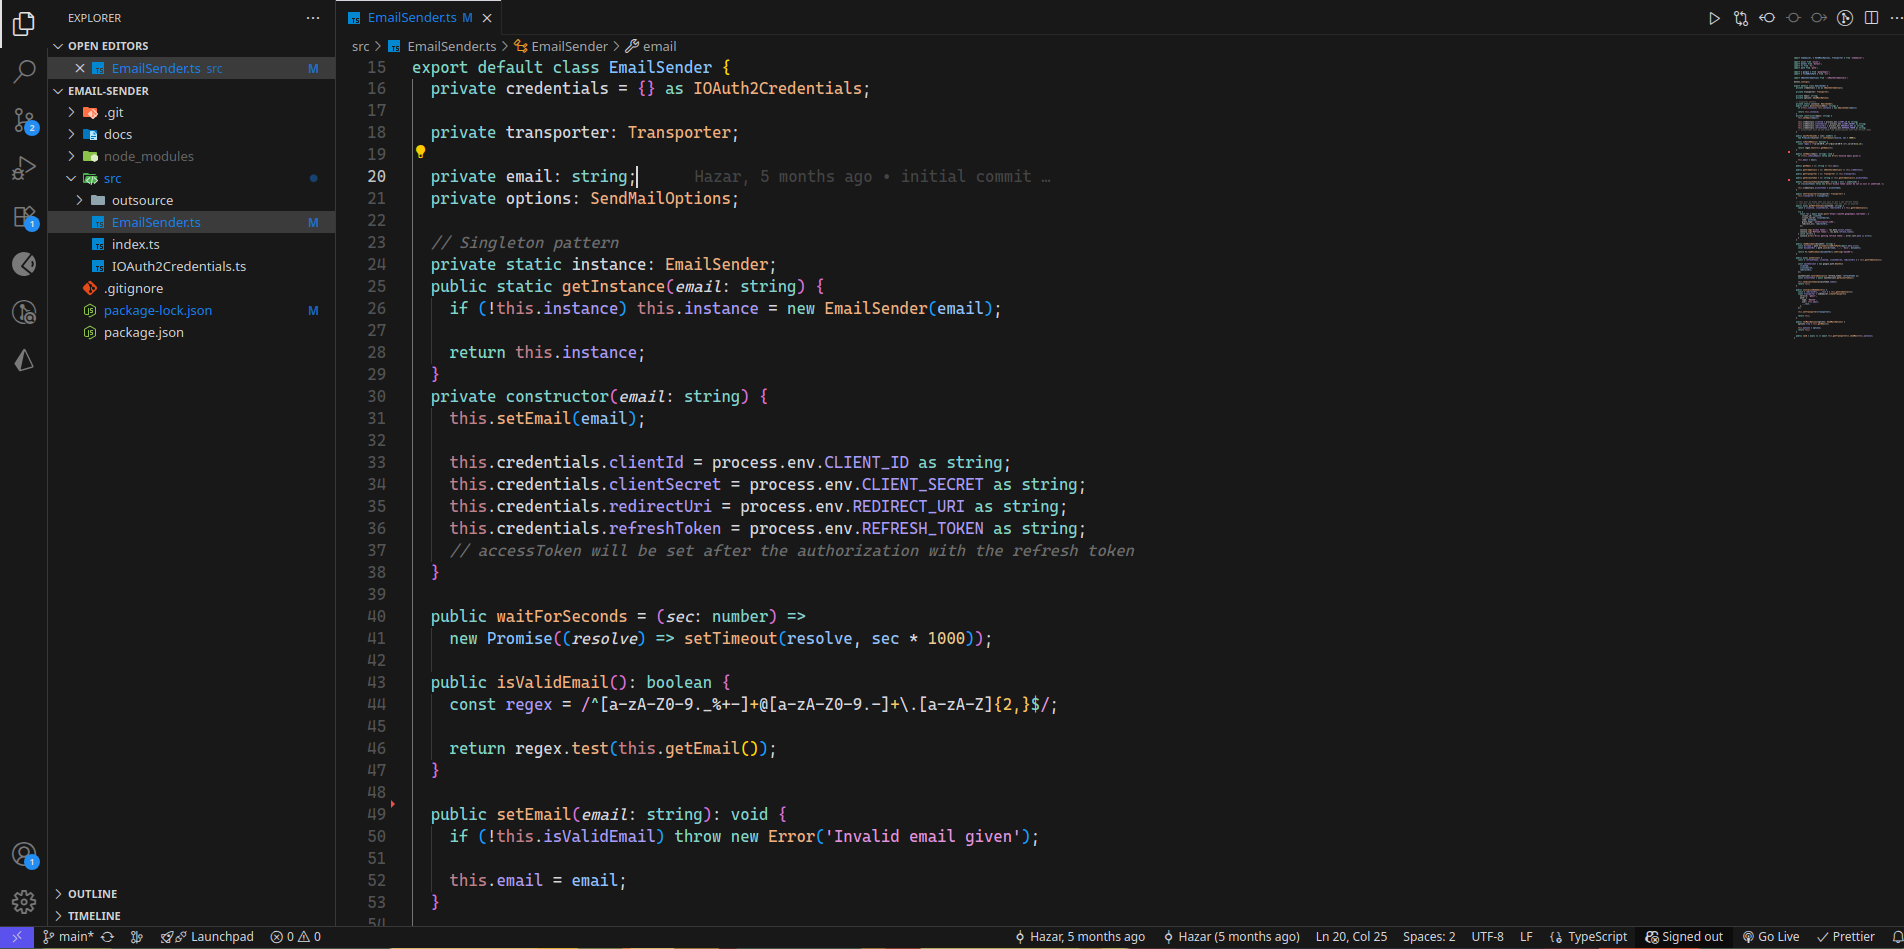 EXPLORER
OPEN EDITORS
EmailSender.ts src M
EMAIL-SENDER
.git
docs
node_modules
src
outsource
EmailSender.ts M
index.ts
IOAuth2Credentials.ts
.gitignore
package-lock.json M
package.json
OUTLINE
TIMELINE
2
1
1
EmailSender.ts M
src > EmailSender.ts > EmailSender > email
15 export default class EmailSender {
16 private credentials = {} as IOAuth2Credentials;
17
18 private transporter: Transporter;
19
20 private email: string; Hazar, 5 months ago • initial commit …
21 private options: SendMailOptions;
22
23 // Singleton pattern
24 private static instance: EmailSender;
25 public static getInstance(email: string) {
26 if (!this.instance) this.instance = new EmailSender(email);
27
28 return this.instance;
29 }
30 private constructor(email: string) {
31 this.setEmail(email);
32
33 this.credentials.clientId = process.env.CLIENT_ID as string;
34 this.credentials.clientSecret = process.env.CLIENT_SECRET as string;
35 this.credentials.redirectUri = process.env.REDIRECT_URI as string;
36 this.credentials.refreshToken = process.env.REFRESH_TOKEN as string;
37 // accessToken will be set after the authorization with the refresh token
38 }
39
40 public waitForSeconds = (sec: number) =>
41 new Promise((resolve) => setTimeout(resolve, sec * 1000));
42
43 public isValidEmail(): boolean {
44 const regex = /^[a-zA-Z0-9._%+-]+@[a-zA-Z0-9.-]+\.[a-zA-Z]{2,}$/;
45
46 return regex.test(this.getEmail());
47 }
48
49 public setEmail(email: string): void {
50 if (!this.isValidEmail) throw new Error('Invalid email given');
51
52 this.email = email;
53 }
54
main* Launchpad 0 0 Hazar, 5 months ago Hazar (5 months ago) Ln 20, Col 25 Spaces: 2 UTF-8 LF TypeScript Signed out Go Live Prettier